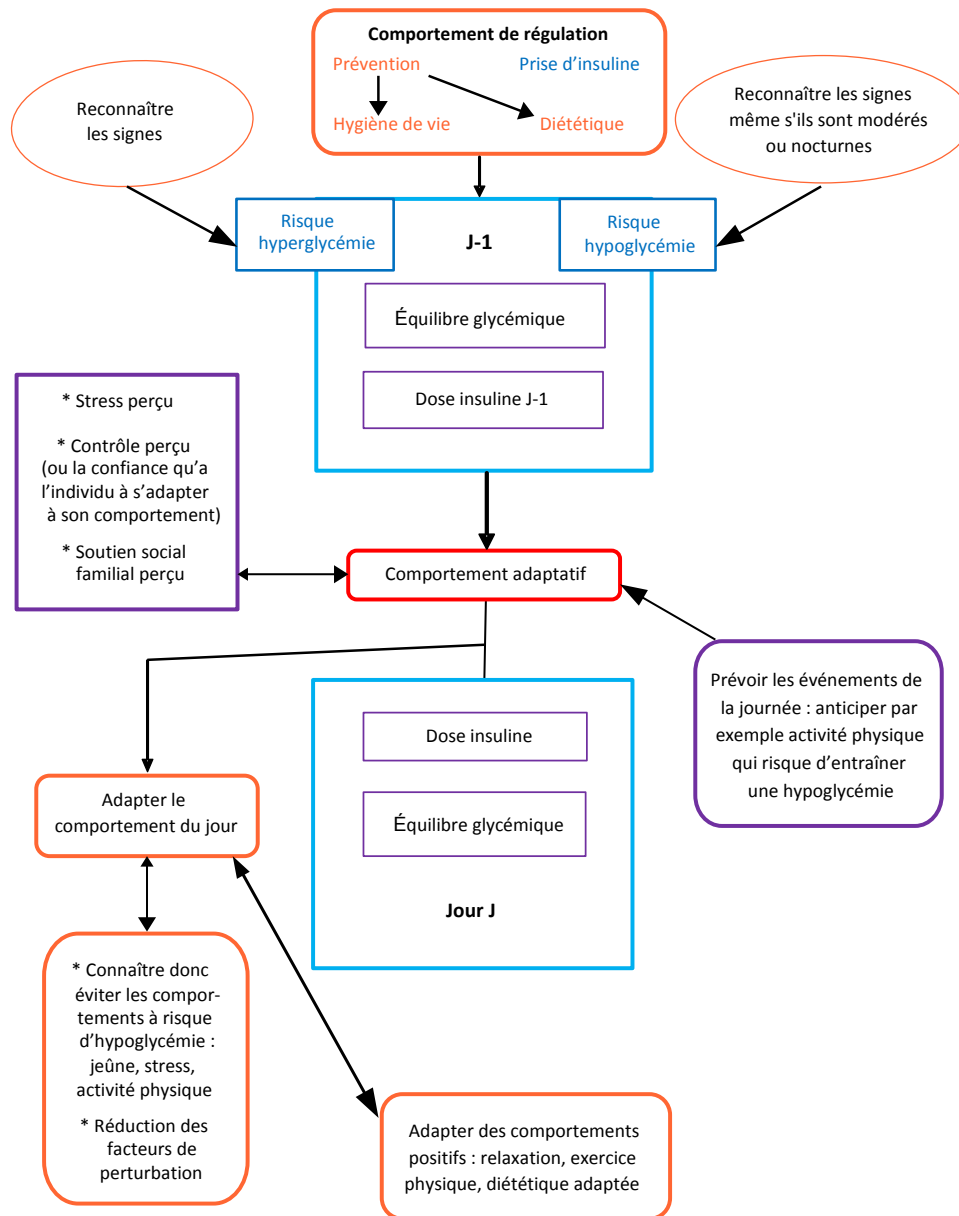 Comportement de régulation
Prévention
Prise d’insuline
Hygiène de vie
Diététique
Reconnaître
les signes
Reconnaître les signes
même s'ils sont modérés
ou nocturnes
Risque
hyperglycémie
J-1
Risque
hypoglycémie
Équilibre glycémique
Dose insuline J-1
* Stress perçu
* Contrôle perçu
(ou la confiance qu’a
l’individu à s’adapter
à son comportement)
* Soutien social
familial perçu
Comportement adaptatif
Prévoir les événements de
la journée : anticiper par
exemple activité physique
qui risque d’entraîner
une hypoglycémie
Dose insuline
Équilibre glycémique
Jour J
Adapter le
comportement du jour
* Connaître donc
éviter les compor-
tements à risque
d’hypoglycémie :
jeûne, stress,
activité physique
* Réduction des
facteurs de
perturbation
Adapter des comportements
positifs : relaxation, exercice
physique, diététique adaptée